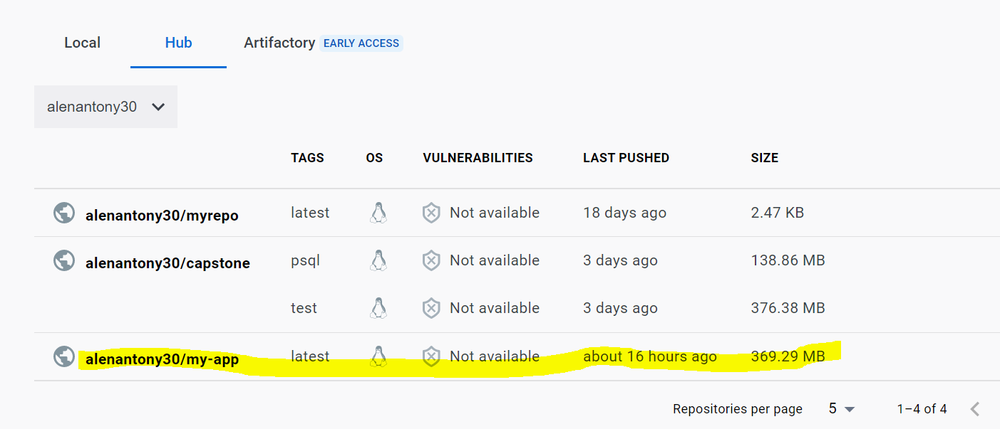 Local Hub Artifactory EARLY ACCESS
alenantony30
TAGS OS VULNERABILITIES LAST PUSHED SIZE
alenantony30/myrepo latest Not available 18 days ago 2.47 KB
alenantony30/capstone psql Not available 3 days ago 138.86 MB
test Not available 3 days ago 376.38 MB
alenantony30/my-app latest Not available about 16 hours ago 369.29 MB
Repositories per page 5 1–4 of 4